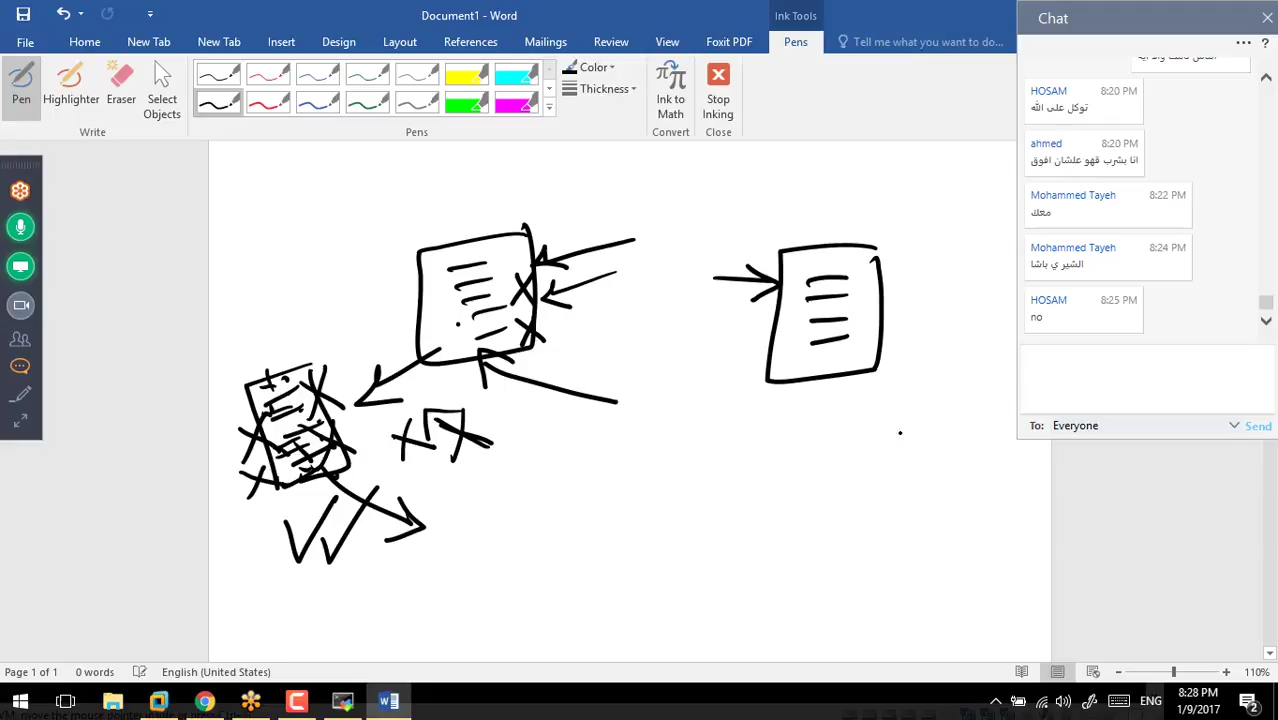 Document1 - Word
Ink Tools
Chat
File
Home
New Tab
New Tab
Insert
Design
Layout
References
Mailings
Review
View
Foxit PDF
Pens
Tell me what you want to do...
Pen
Highlighter
Eraser
Select
Objects
Color
Thickness
Ink to
Math
Stop
Inking
Write
Pens
Convert
Close
HOSAM 8:20 PM
توكل على الله
ahmed 8:20 PM
انا بشرب قهو علشان افوق
Mohammed Tayeh 8:22 PM
معك
Mohammed Tayeh 8:24 PM
الشير ي باشا
HOSAM 8:25 PM
no
To: Everyone
Send
Page 1 of 1
0 words
English (United States)
110%
ENG
8:28 PM
1/9/2017
2